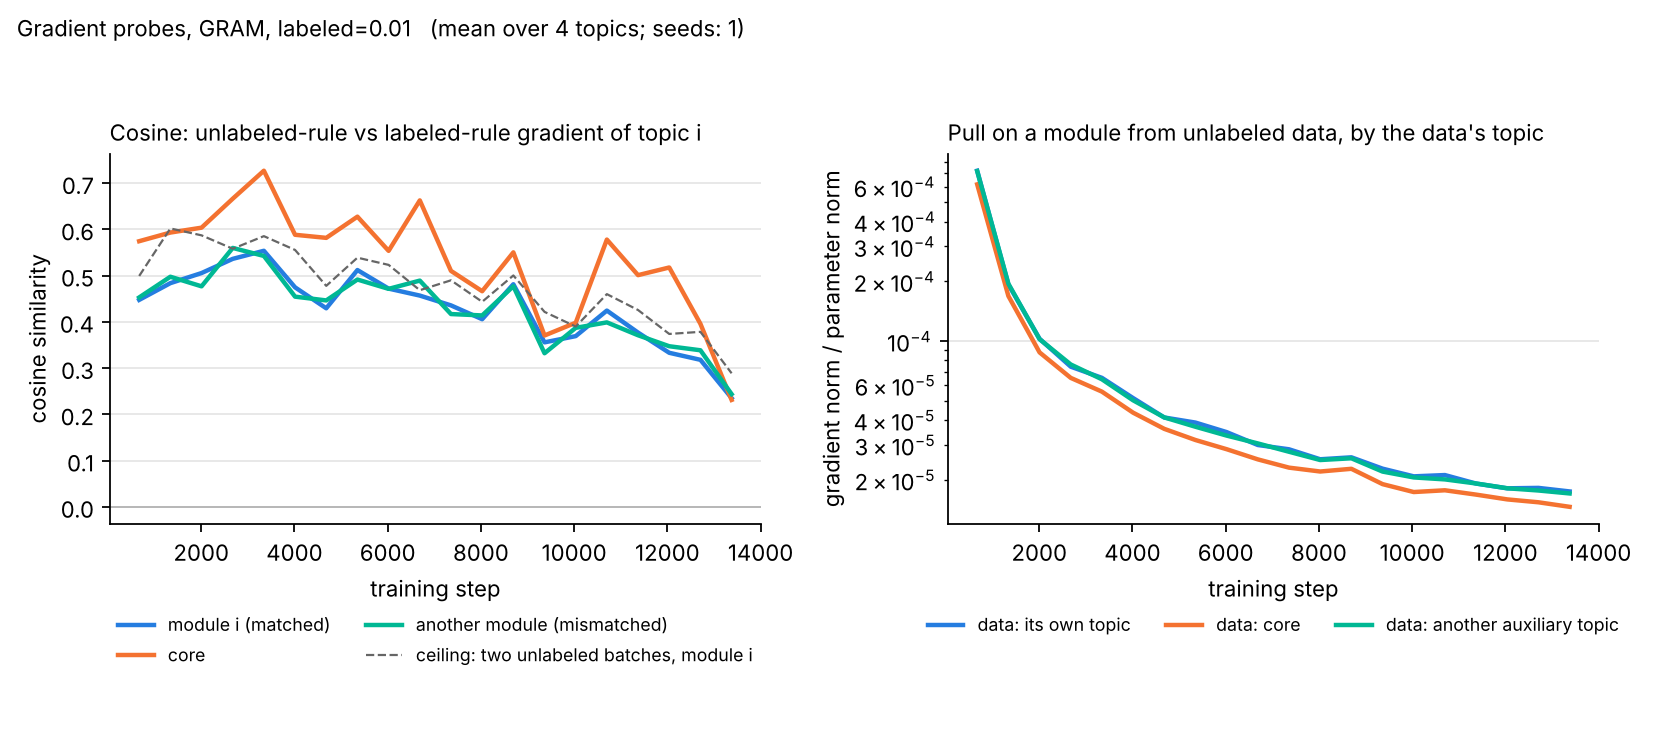 Gradient probes, GRAM, labeled=0.01   (mean over 4 topics; seeds: 1)
Cosine: unlabeled-rule vs labeled-rule gradient of topic i
cosine similarity
0.7
0.6
0.5
0.4
0.3
0.2
0.1
0.0
2000 4000 6000 8000 10000 12000 14000
training step
module i (matched)
another module (mismatched)
core
ceiling: two unlabeled batches, module i
Pull on a module from unlabeled data, by the data's topic
gradient norm / parameter norm
6 × 10⁻⁴
4 × 10⁻⁴
3 × 10⁻⁴
2 × 10⁻⁴
10⁻⁴
6 × 10⁻⁵
4 × 10⁻⁵
3 × 10⁻⁵
2 × 10⁻⁵
2000 4000 6000 8000 10000 12000 14000
training step
data: its own topic
data: core
data: another auxiliary topic